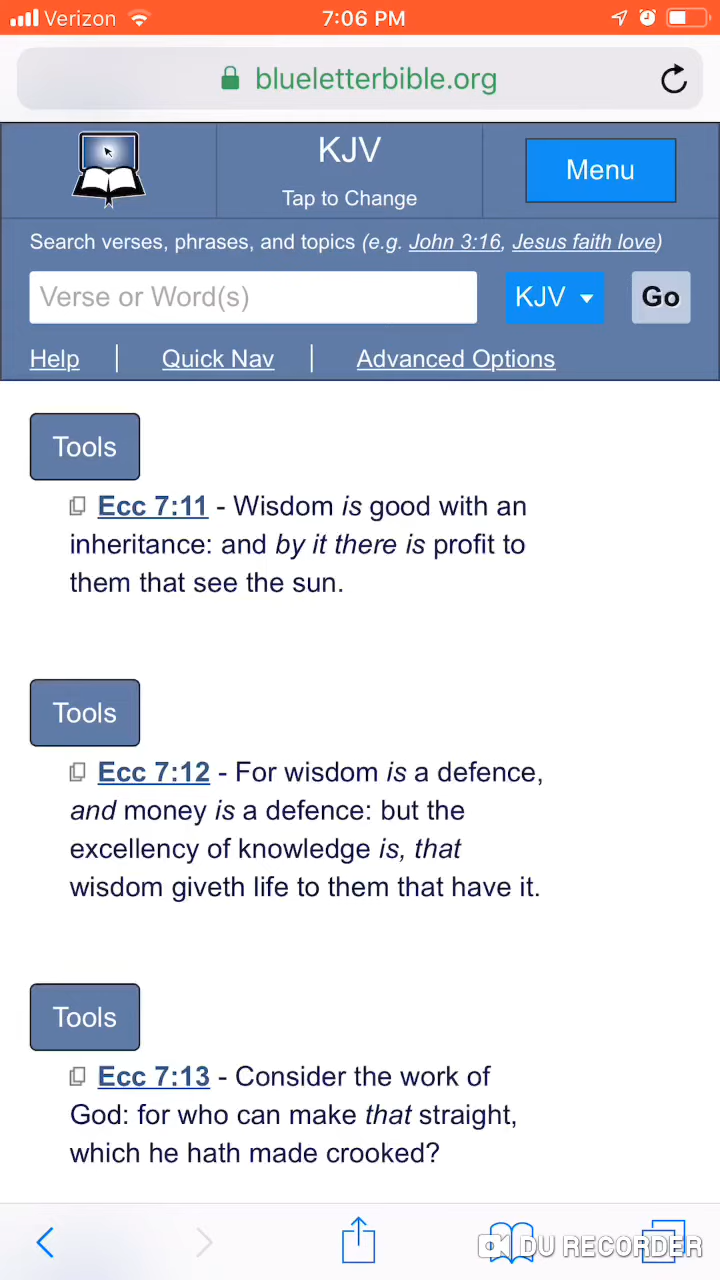 Verizon 7:06 PM
blueletterbible.org
KJV
Tap to Change
Menu
Search verses, phrases, and topics (e.g. John 3:16, Jesus faith love)
Verse or Word(s) KJV Go
Help | Quick Nav | Advanced Options
Tools
Ecc 7:11 - Wisdom is good with an
inheritance: and by it there is profit to
them that see the sun.
Tools
Ecc 7:12 - For wisdom is a defence,
and money is a defence: but the
excellency of knowledge is, that
wisdom giveth life to them that have it.
Tools
Ecc 7:13 - Consider the work of
God: for who can make that straight,
which he hath made crooked?
DU RECORDER